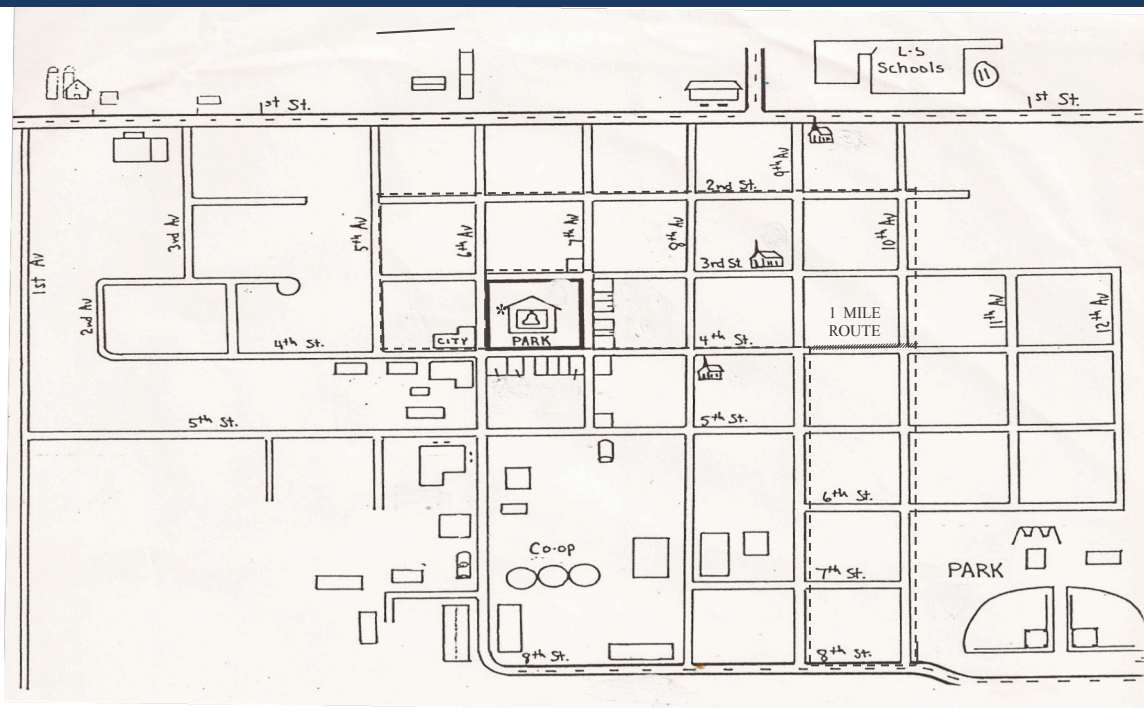 L-S
Schools
11
1st St.
1st St.
9th Av
2nd St.
1st AV
3rd AV
5th AV
6th AV
7th AV
8th AV
10th AV
3rd St
2nd AV
11th AV
12th AV
1 MILE
ROUTE
*
4th St.
CITY
PARK
4th St.
5th St.
5th St.
6th St.
Co-op
7th St.
PARK
8th St.
8th St.